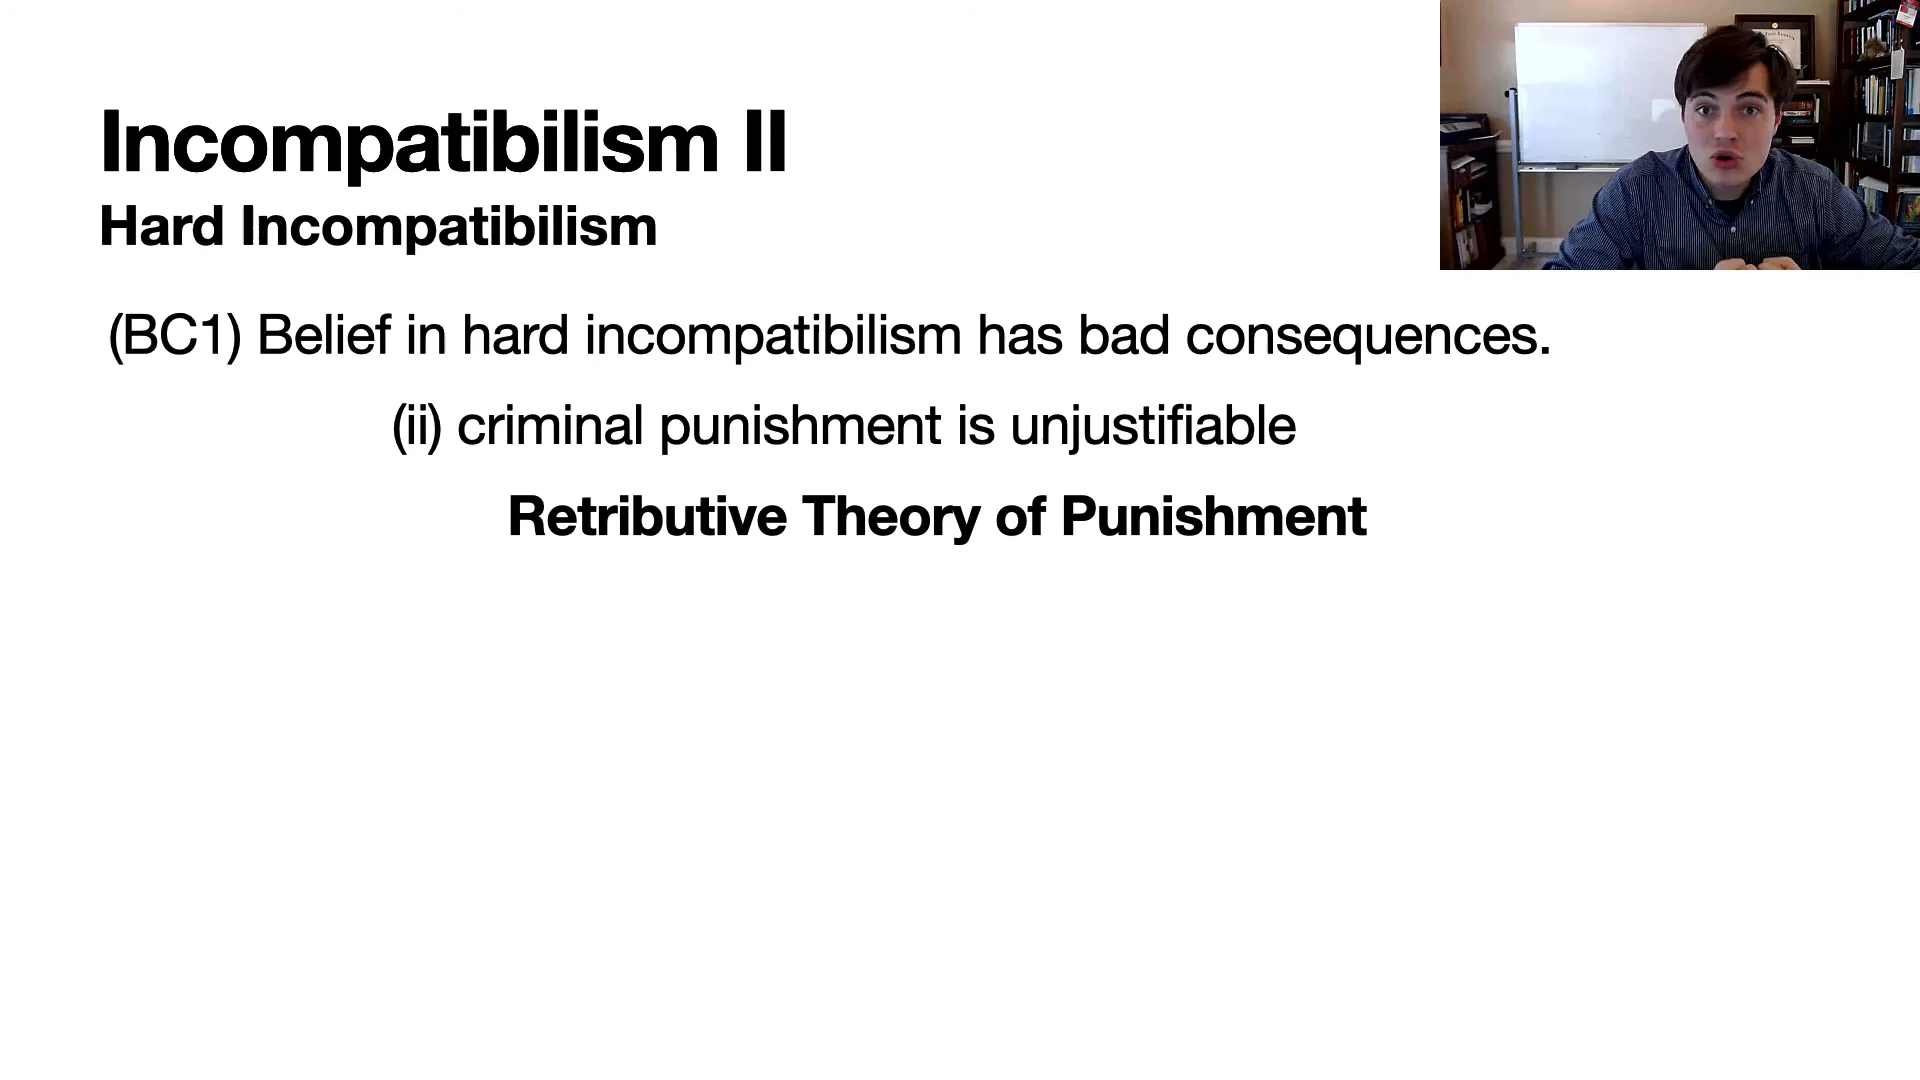 Incompatibilism II
Hard Incompatibilism
(BC1) Belief in hard incompatibilism has bad consequences.
(ii) criminal punishment is unjustifiable
Retributive Theory of Punishment